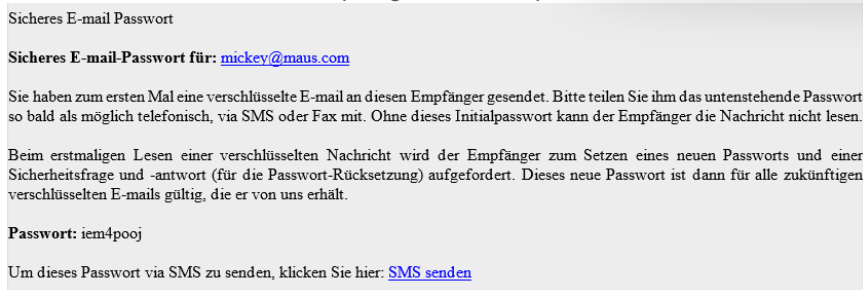 Sicheres E-mail Passwort
Sicheres E-mail-Passwort für: mickey@maus.com
Sie haben zum ersten Mal eine verschlüsselte E-mail an diesen Empfänger gesendet. Bitte teilen Sie ihm das untenstehende Passwort
so bald als möglich telefonisch, via SMS oder Fax mit. Ohne dieses Initialpasswort kann der Empfänger die Nachricht nicht lesen.
Beim erstmaligen Lesen einer verschlüsselten Nachricht wird der Empfänger zum Setzen eines neuen Passworts und einer
Sicherheitsfrage und -antwort (für die Passwort-Rücksetzung) aufgefordert. Dieses neue Passwort ist dann für alle zukünftigen
verschlüsselten E-mails gültig, die er von uns erhält.
Passwort: iem4pooj
Um dieses Passwort via SMS zu senden, klicken Sie hier: SMS senden